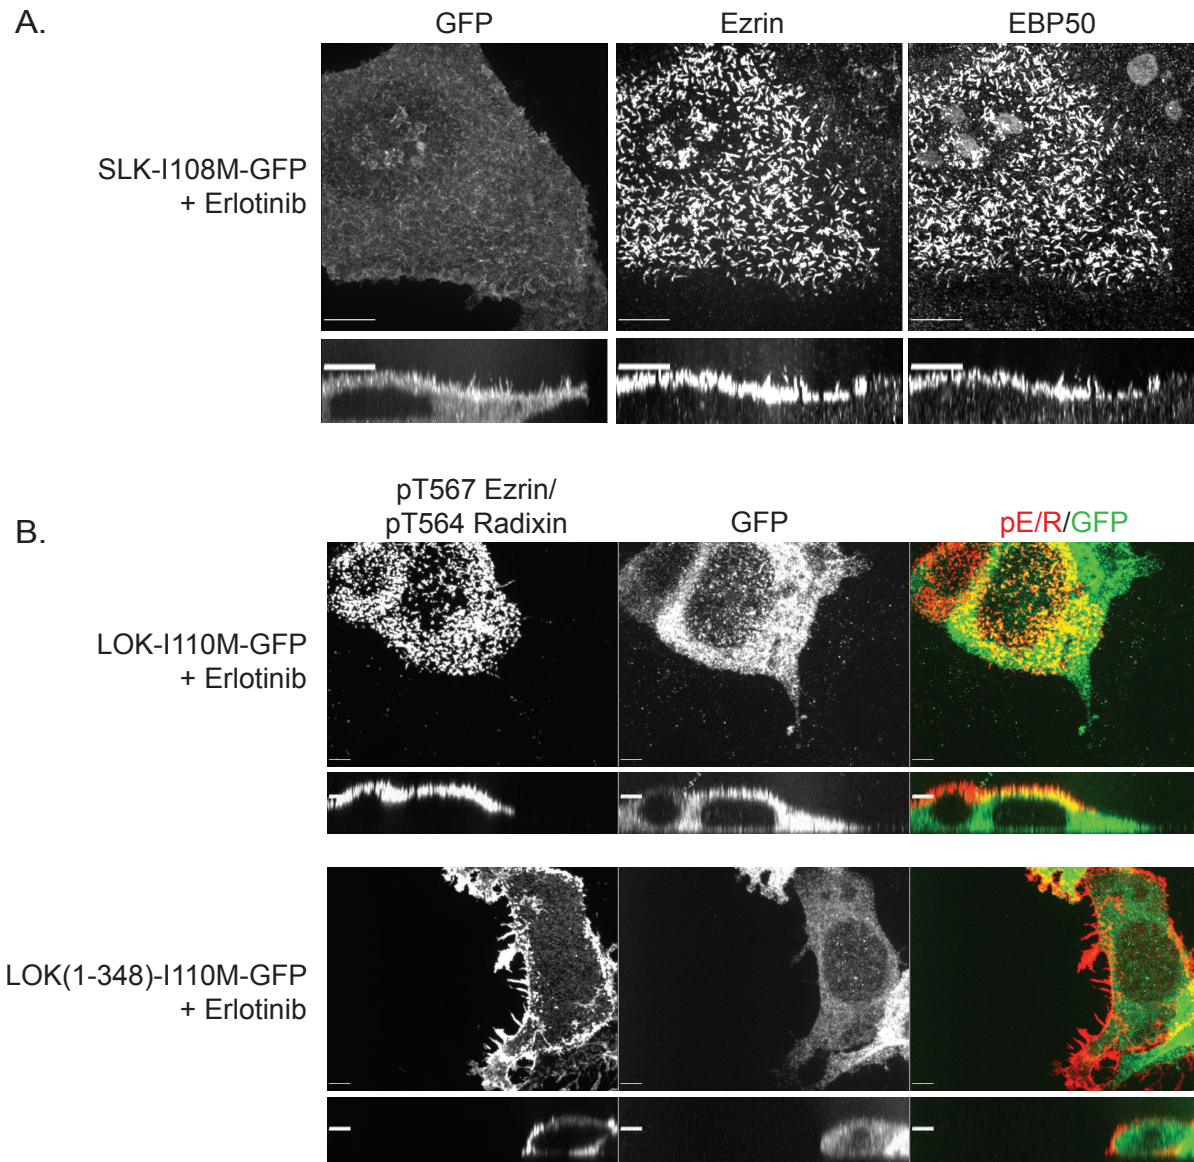 A.
GFP
Ezrin
EBP50
SLK-I108M-GFP
+ Erlotinib
B.
pT567 Ezrin/
pT564 Radixin
GFP
pE/R/GFP
LOK-I110M-GFP
+ Erlotinib
LOK(1-348)-I110M-GFP
+ Erlotinib